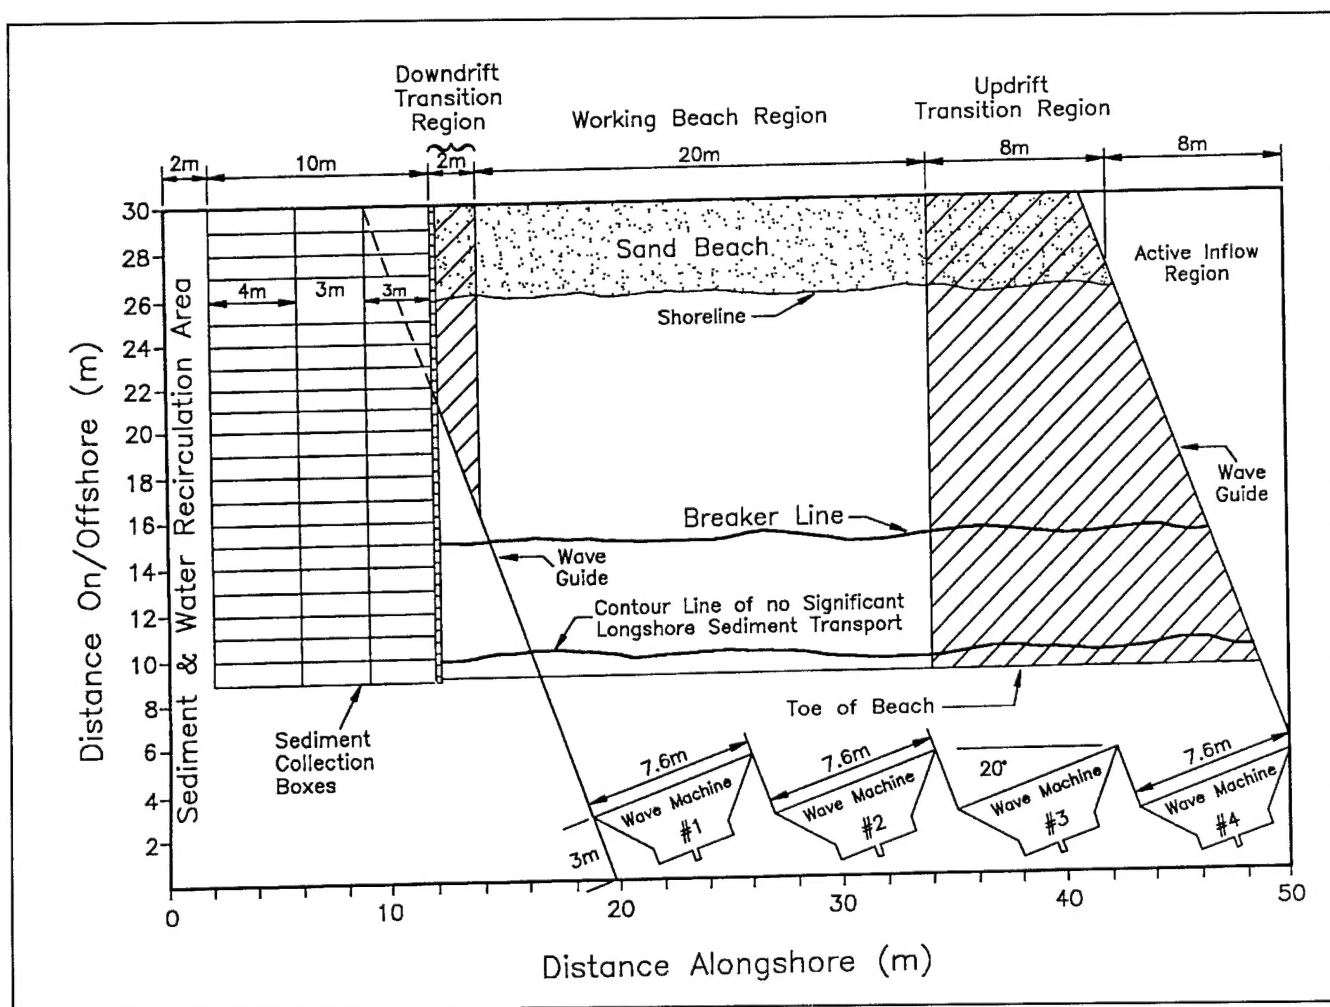 Downdrift
Transition
Region
Working Beach Region
Updrift
Transition Region
2m
10m
2m
20m
8m
8m
30
28
26
24
22
20
18
16
14
12
10
8
6
4
2
Distance On/Offshore (m)
Sediment & Water Recirculation Area
4m
3m
3m
Sand Beach
Shoreline
Active Inflow
Region
Wave
Guide
Breaker Line
Wave
Guide
Contour Line of no Significant
Longshore Sediment Transport
Toe of Beach
Sediment
Collection
Boxes
7.6m
7.6m
20°
7.6m
Wave Machine
#1
Wave Machine
#2
Wave Machine
#3
Wave Machine
#4
3m
0
10
20
30
40
50
Distance Alongshore (m)